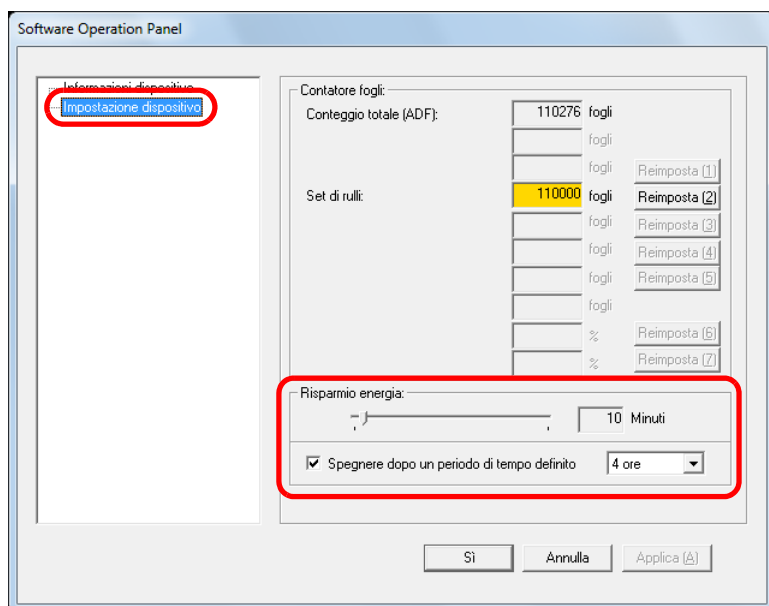 Software Operation Panel
Informazioni dispositivo
Impostazione dispositivo
Contatore fogli:
Conteggio totale (ADF): 110276 fogli
fogli
fogli Reimposta (1)
Set di rulli: 110000 fogli Reimposta (2)
fogli Reimposta (3)
fogli Reimposta (4)
fogli Reimposta (5)
fogli
% Reimposta (6)
% Reimposta (7)
Risparmio energia:
10 Minuti
Spegnere dopo un periodo di tempo definito 4 ore
Sì Annulla Applica (A)